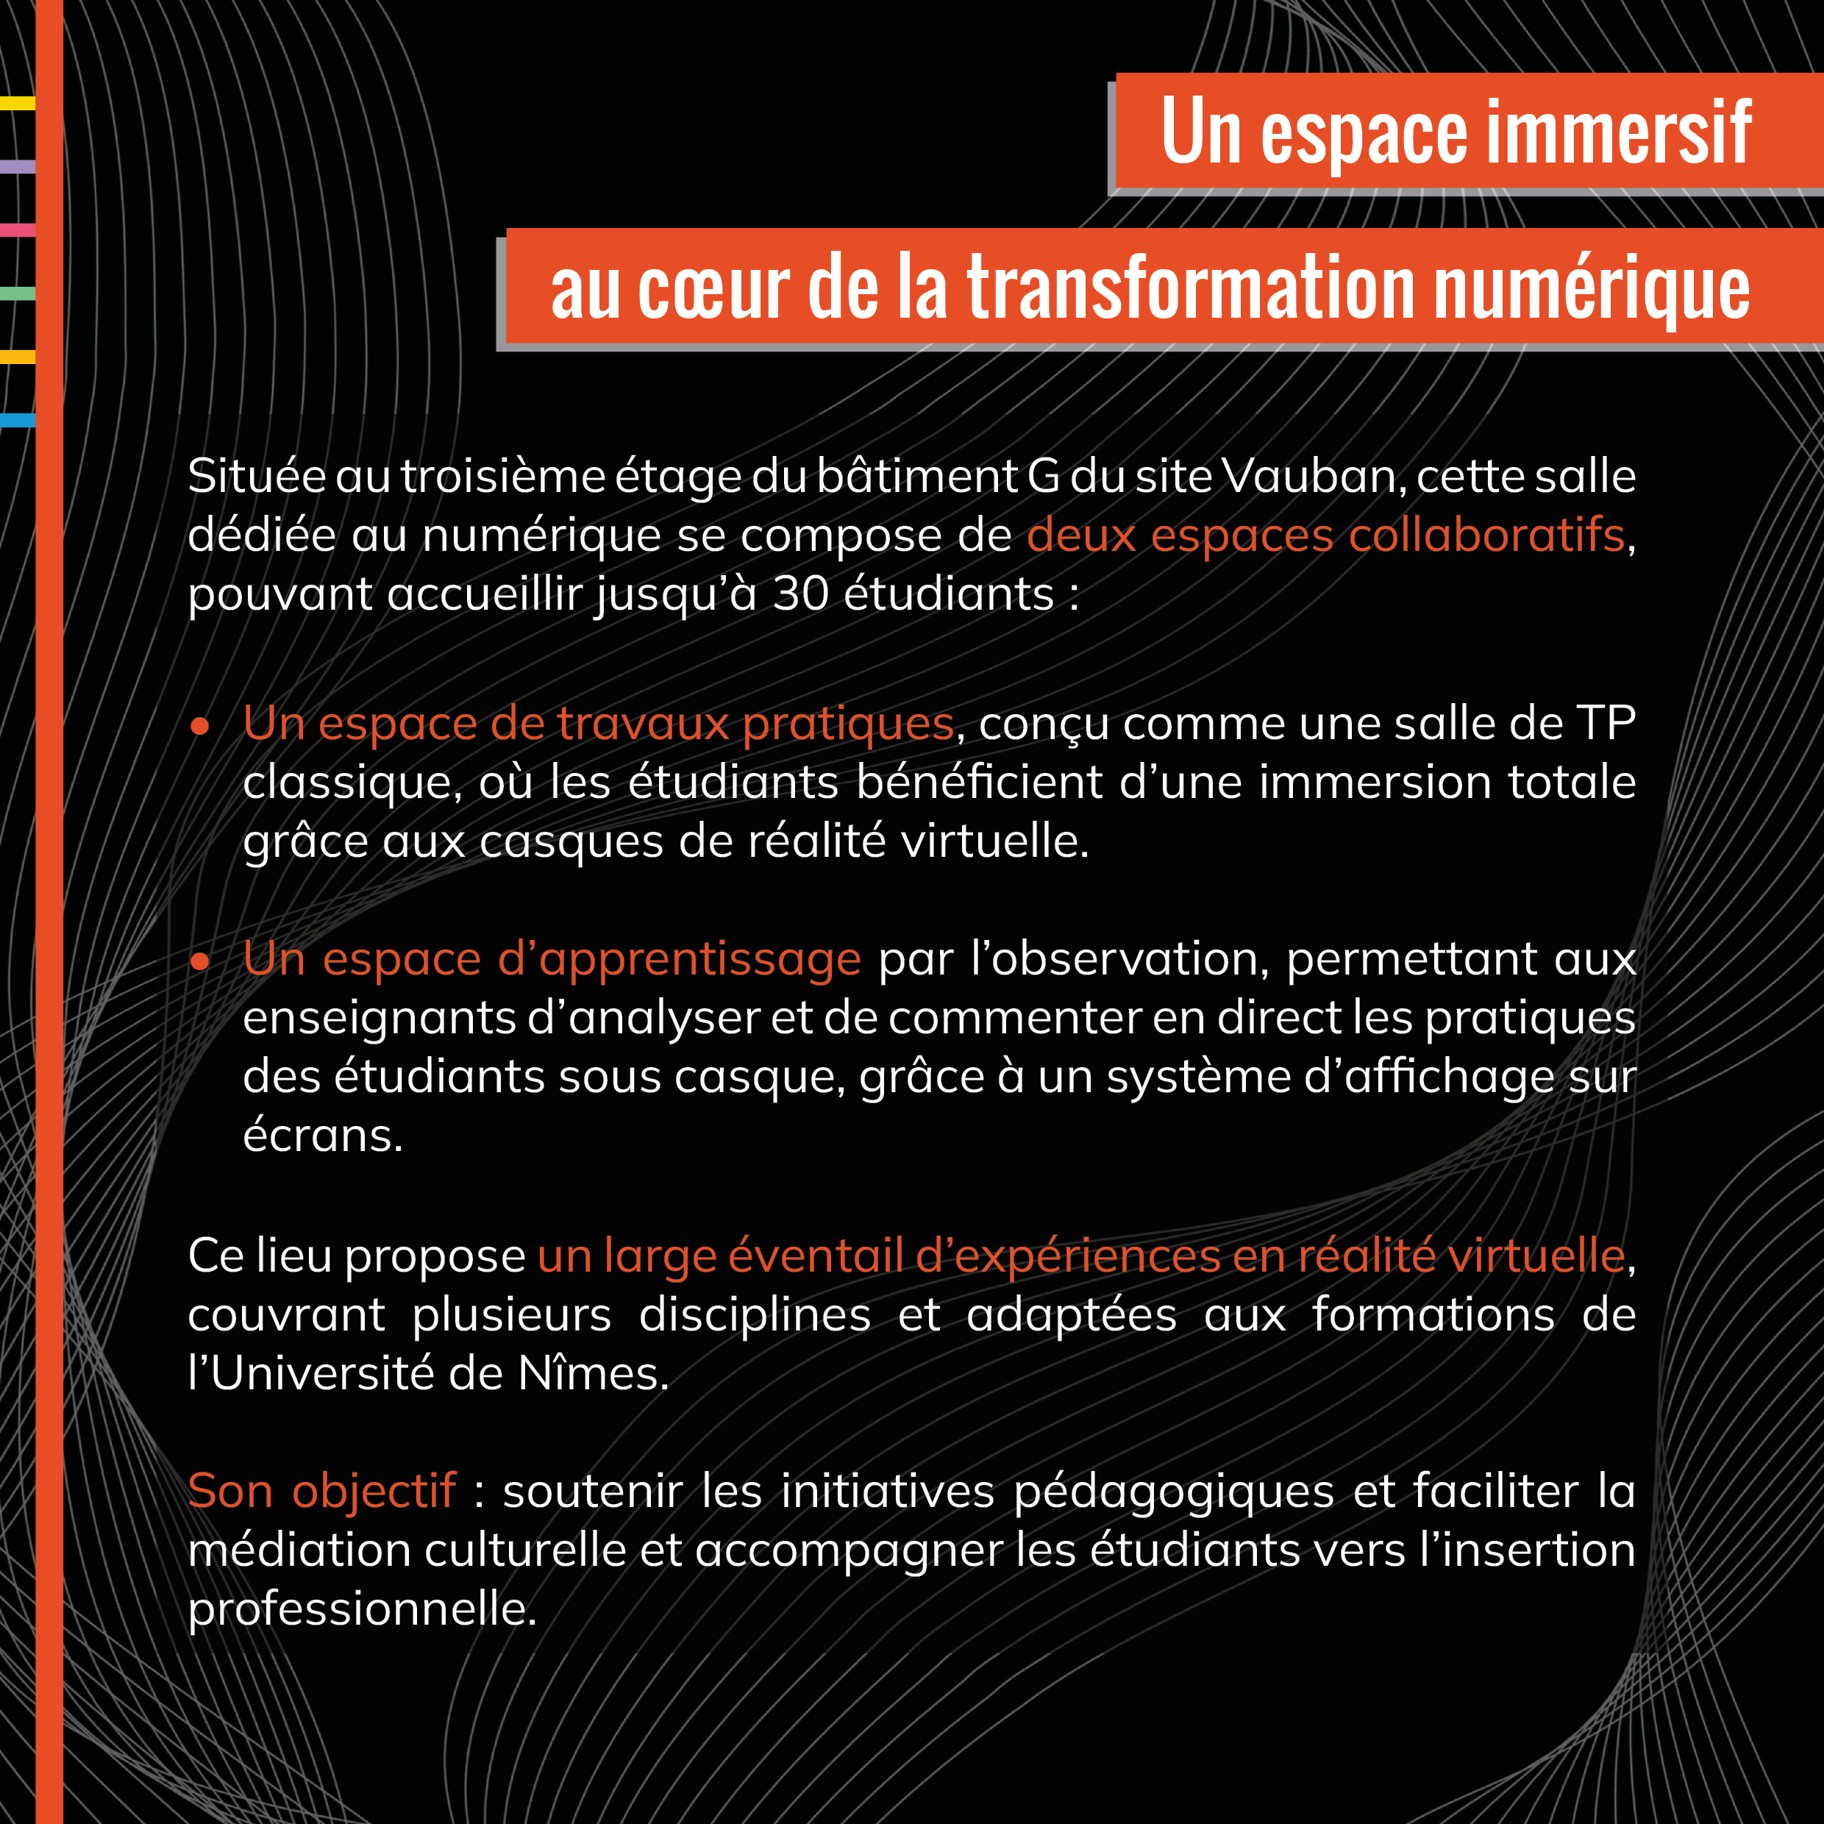 Un espace immersif
au cœur de la transformation numérique
Située au troisième étage du bâtiment G du site Vauban, cette salle
dédiée au numérique se compose de deux espaces collaboratifs,
pouvant accueillir jusqu’à 30 étudiants :
• Un espace de travaux pratiques, conçu comme une salle de TP
classique, où les étudiants bénéficient d’une immersion totale
grâce aux casques de réalité virtuelle.
• Un espace d’apprentissage par l’observation, permettant aux
enseignants d’analyser et de commenter en direct les pratiques
des étudiants sous casque, grâce à un système d’affichage sur
écrans.
Ce lieu propose un large éventail d’expériences en réalité virtuelle,
couvrant plusieurs disciplines et adaptées aux formations de
l’Université de Nîmes.
Son objectif : soutenir les initiatives pédagogiques et faciliter la
médiation culturelle et accompagner les étudiants vers l’insertion
professionnelle.